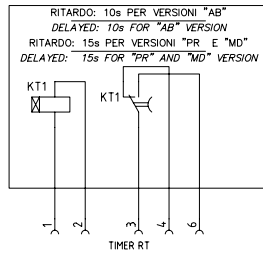 RITARDO: 10s PER VERSIONI "AB"
DELAYED: 10s FOR "AB" VERSION
RITARDO: 15s PER VERSIONI "PR E "MD"
DELAYED: 15s FOR "PR" AND "MD" VERSION
KT1
KT1
1 2 3 4 6
TIMER RT